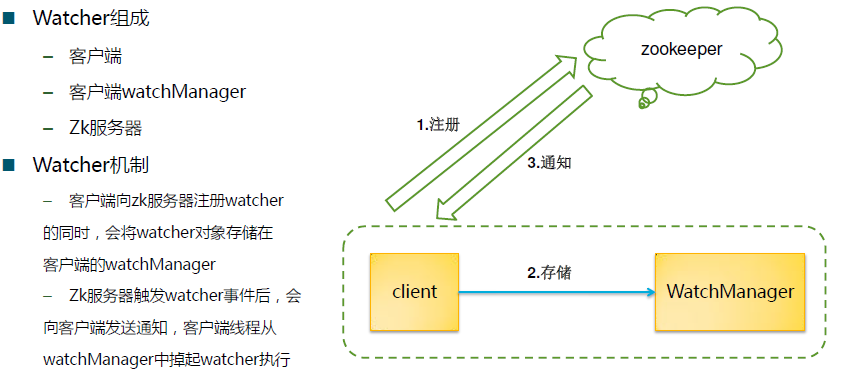 ■ Watcher组成
– 客户端
– 客户端watchManager
– Zk服务器
■ Watcher机制
– 客户端向zk服务器注册watcher
的同时，会将watcher对象存储在
客户端的watchManager
– Zk服务器触发watcher事件后，会
向客户端发送通知，客户端线程从
watchManager中掉起watcher执行
zookeeper
1.注册
3.通知
client
2.存储
WatchManager